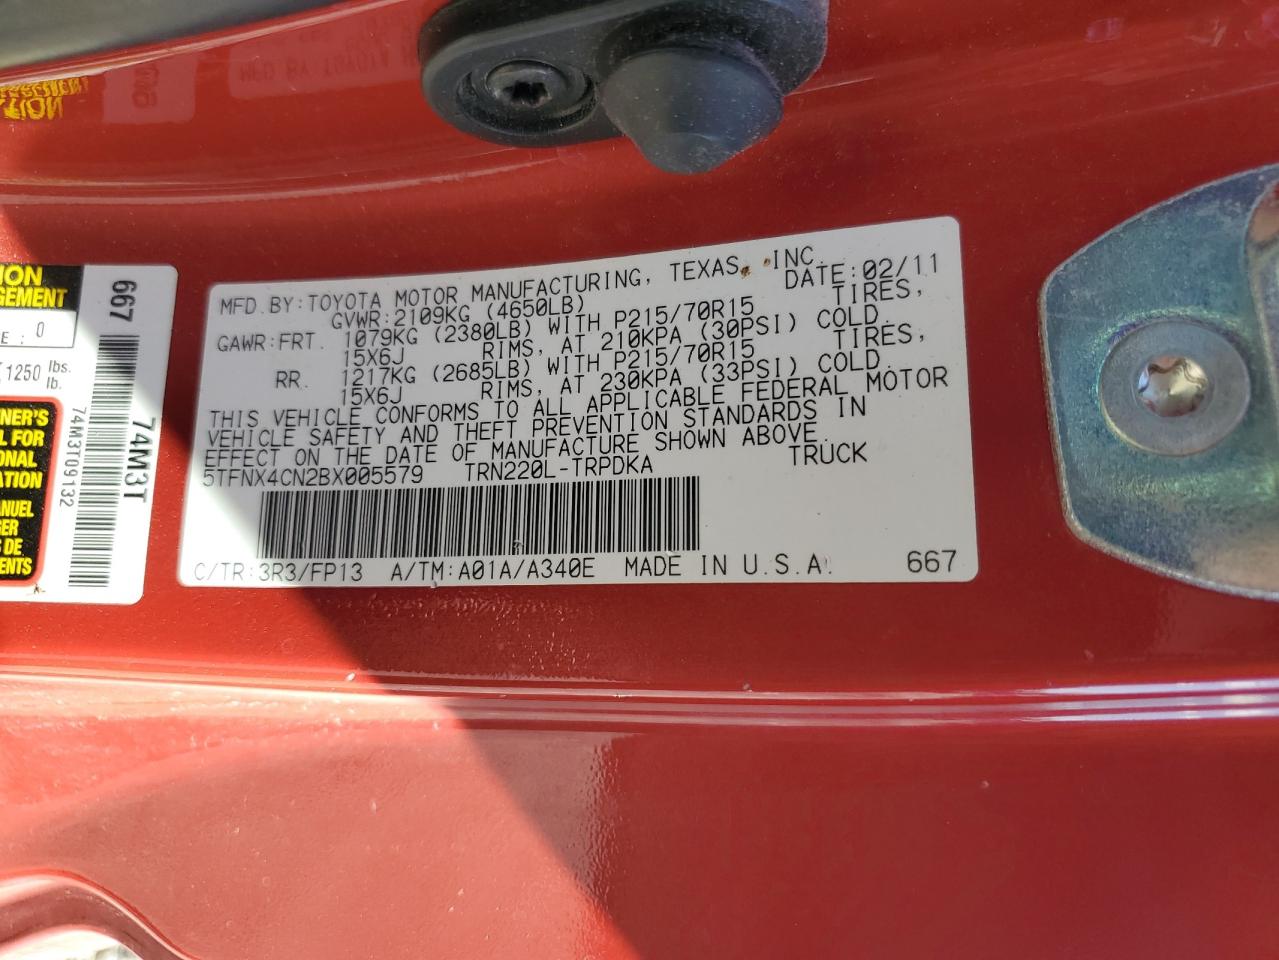 MFD.BY:TOYOTA MOTOR MANUFACTURING, TEXAS, INC.
DATE:02/11
GVWR:2109KG (4650LB)
GAWR:FRT. 1079KG (2380LB) WITH P215/70R15 TIRES,
15X6J RIMS, AT 210KPA (30PSI) COLD.
RR. 1217KG (2685LB) WITH P215/70R15 TIRES,
15X6J RIMS, AT 230KPA (33PSI) COLD.
THIS VEHICLE CONFORMS TO ALL APPLICABLE FEDERAL MOTOR
VEHICLE SAFETY AND THEFT PREVENTION STANDARDS IN
EFFECT ON THE DATE OF MANUFACTURE SHOWN ABOVE.
5TFNX4CN2BX005579 TRN220L-TRPDKA TRUCK
C/TR:3R3/FP13 A/TM:A01A/A340E MADE IN U.S.A. 667
667
74M3T
74M3T09132
: 0
1250 lbs.
lb.